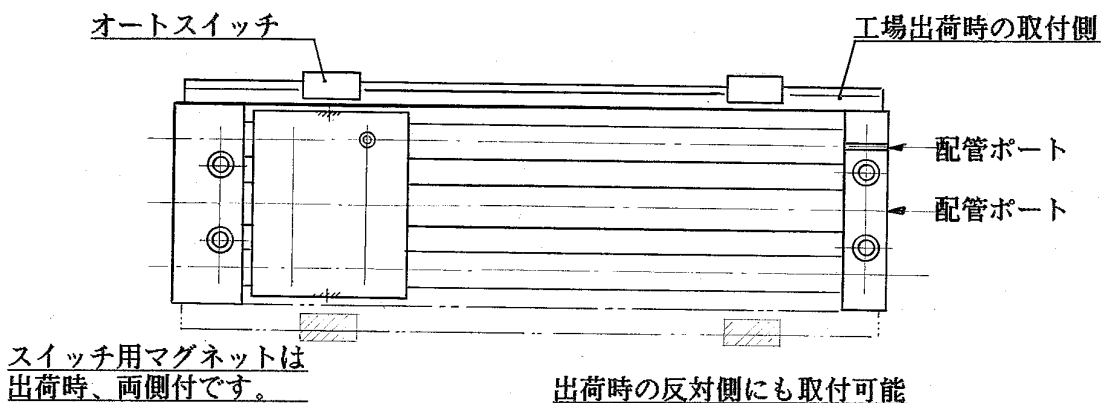 オートスイッチ
工場出荷時の取付側
配管ポート
配管ポート
スイッチ用マグネットは
出荷時、両側付です。
出荷時の反対側にも取付可能